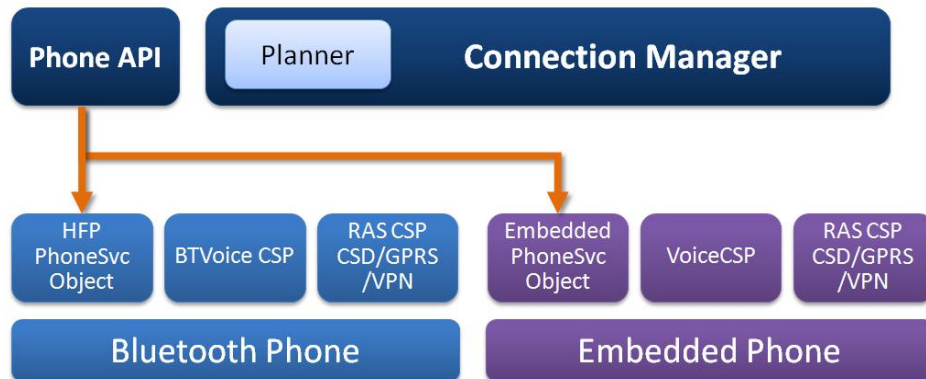 Phone API
Planner
Connection Manager
HFP
PhoneSvc
Object
BTVoice CSP
RAS CSP
CSD/GPRS
/VPN
Embedded
PhoneSvc
Object
VoiceCSP
RAS CSP
CSD/GPRS
/VPN
Bluetooth Phone
Embedded Phone